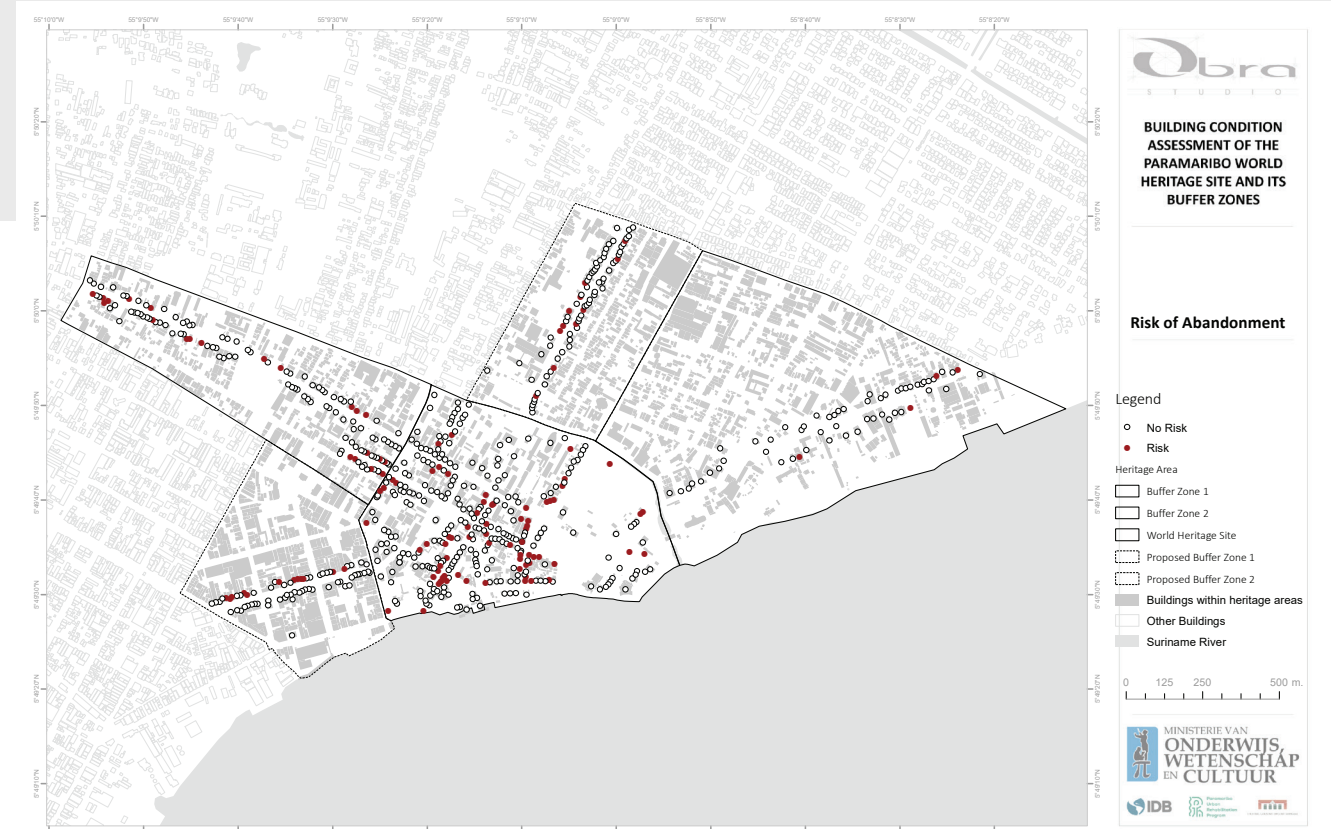 55°10'0"W
55°9'50"W
55°9'40"W
55°9'30"W
55°9'20"W
55°9'10"W
55°9'0"W
55°8'50"W
55°8'40"W
55°8'30"W
55°8'20"W
Obra
STUDIO
BUILDING CONDITION
ASSESSMENT OF THE
PARAMARIBO WORLD
HERITAGE SITE AND ITS
BUFFER ZONES
Risk of Abandonment
Legend
No Risk
Risk
Heritage Area
Buffer Zone 1
Buffer Zone 2
World Heritage Site
Proposed Buffer Zone 1
Proposed Buffer Zone 2
Buildings within heritage areas
Other Buildings
Suriname River
0 125 250 500 m.
MINISTERIE VAN
ONDERWIJS,
WETENSCHAP
EN CULTUUR
IDB
Paramaribo
Urban
Rehabilitation
Program